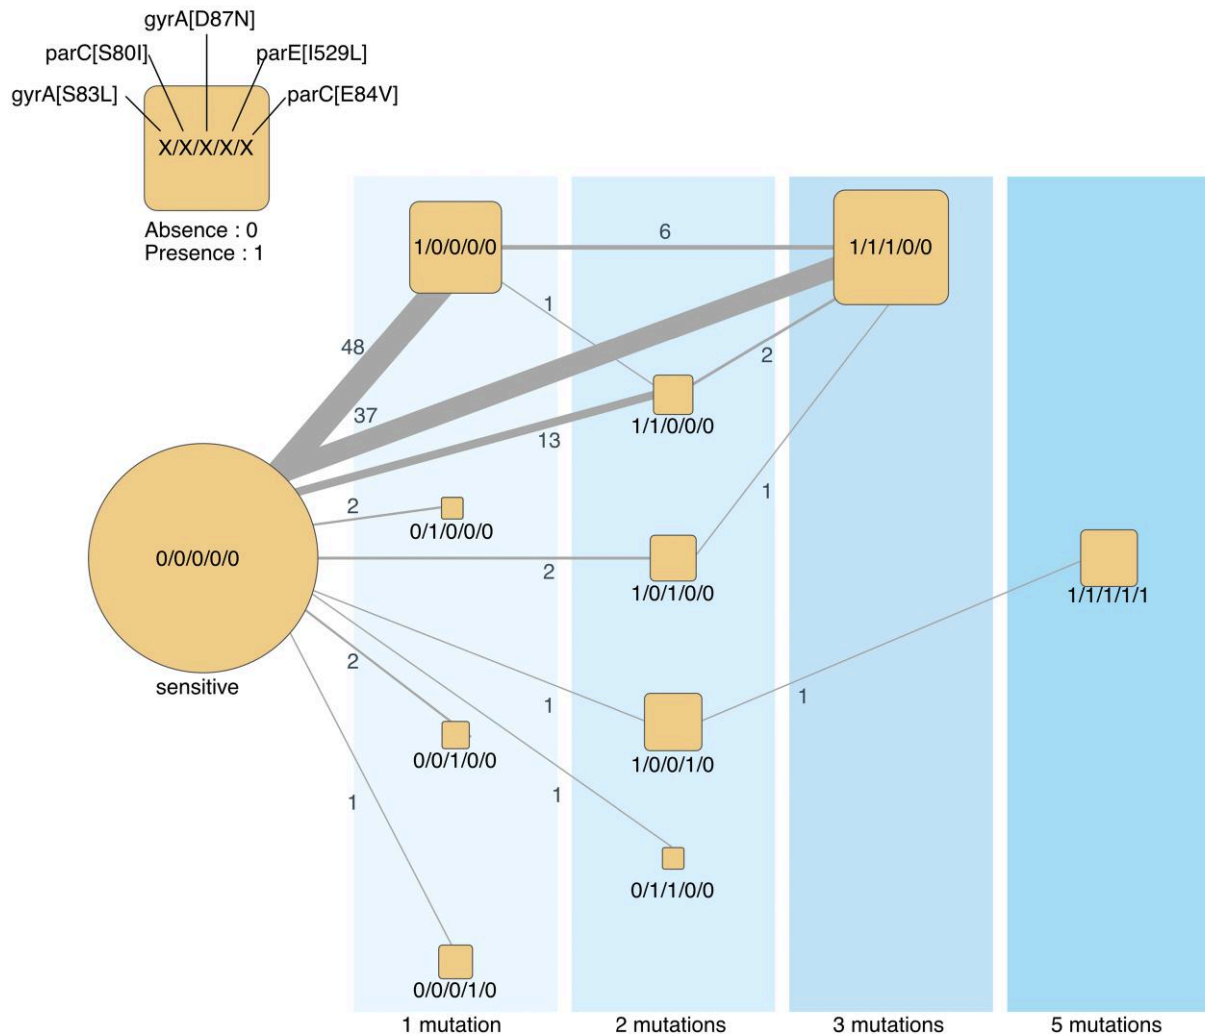 gyrA[D87N]
parC[S80I]
parE[I529L]
gyrA[S83L]
parC[E84V]
X/X/X/X/X
Absence : 0
Presence : 1
1/0/0/0/0
6
1/1/1/0/0
1
48
2
37
13
1/1/0/0/0
2
0/1/0/0/0
1
0/0/0/0/0
2
1/0/1/0/0
1/1/1/1/1
sensitive
2
1
1
0/0/1/0/0
1/0/0/1/0
1
1
0/1/1/0/0
0/0/0/1/0
1 mutation
2 mutations
3 mutations
5 mutations